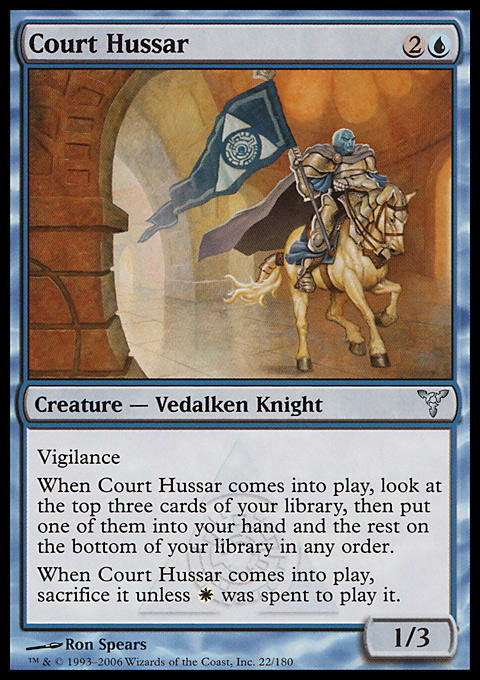 Court Hussar 2
Creature — Vedalken Knight
Vigilance
When Court Hussar comes into play, look at
the top three cards of your library, then put
one of them into your hand and the rest on
the bottom of your library in any order.
When Court Hussar comes into play,
sacrifice it unless was spent to play it.
1/3
Ron Spears
™ & © 1993–2006 Wizards of the Coast, Inc. 22/180